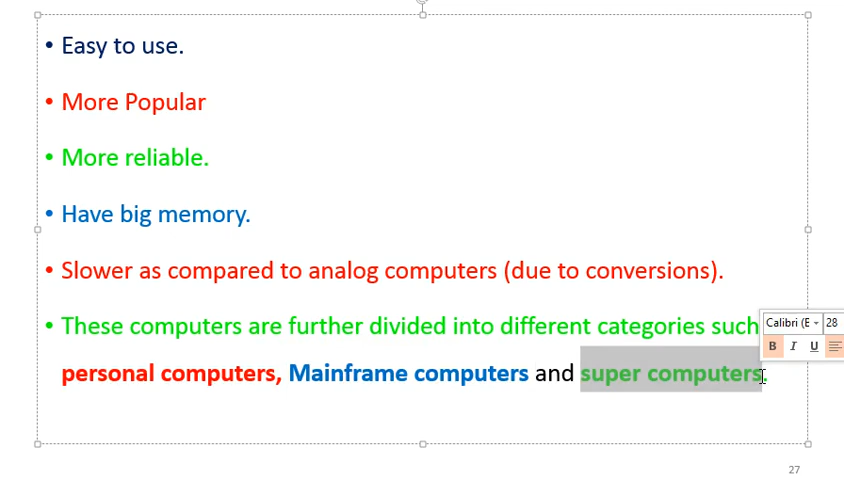 • Easy to use.
• More Popular
• More reliable.
• Have big memory.
• Slower as compared to analog computers (due to conversions).
• These computers are further divided into different categories such
personal computers, Mainframe computers and super computers.
Calibri (E 28
B I U
27